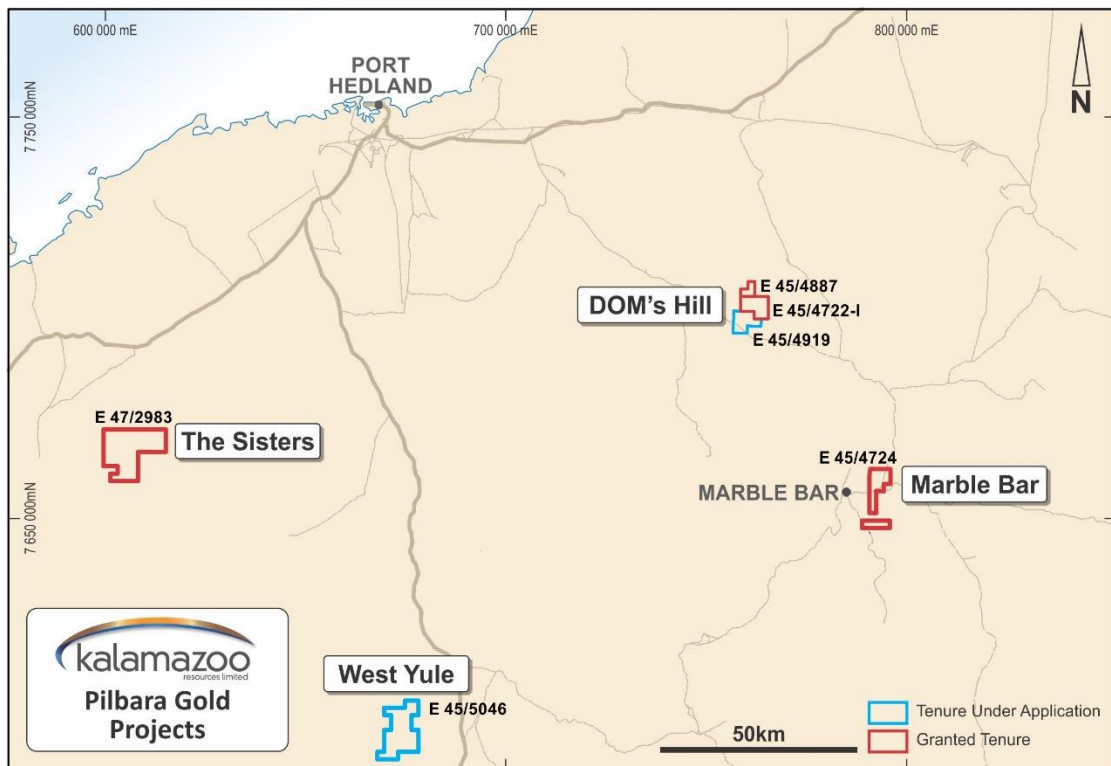 600 000 mE
700 000 mE
800 000 mE
7 750 000mN
PORT
HEDLAND
N
E 45/4887
DOM's Hill
E 45/4722-I
E 45/4919
E 47/2983
The Sisters
E 45/4724
MARBLE BAR
Marble Bar
7 650 000mN
kalamazoo
resources limited
Pilbara Gold
Projects
West Yule
E 45/5046
50km
Tenure Under Application
Granted Tenure